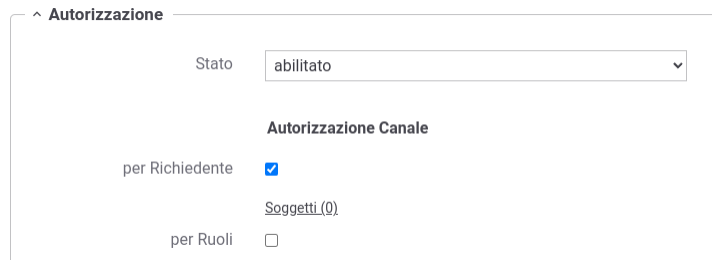 Autorizzazione
Stato abilitato
Autorizzazione Canale
per Richiedente
Soggetti (0)
per Ruoli